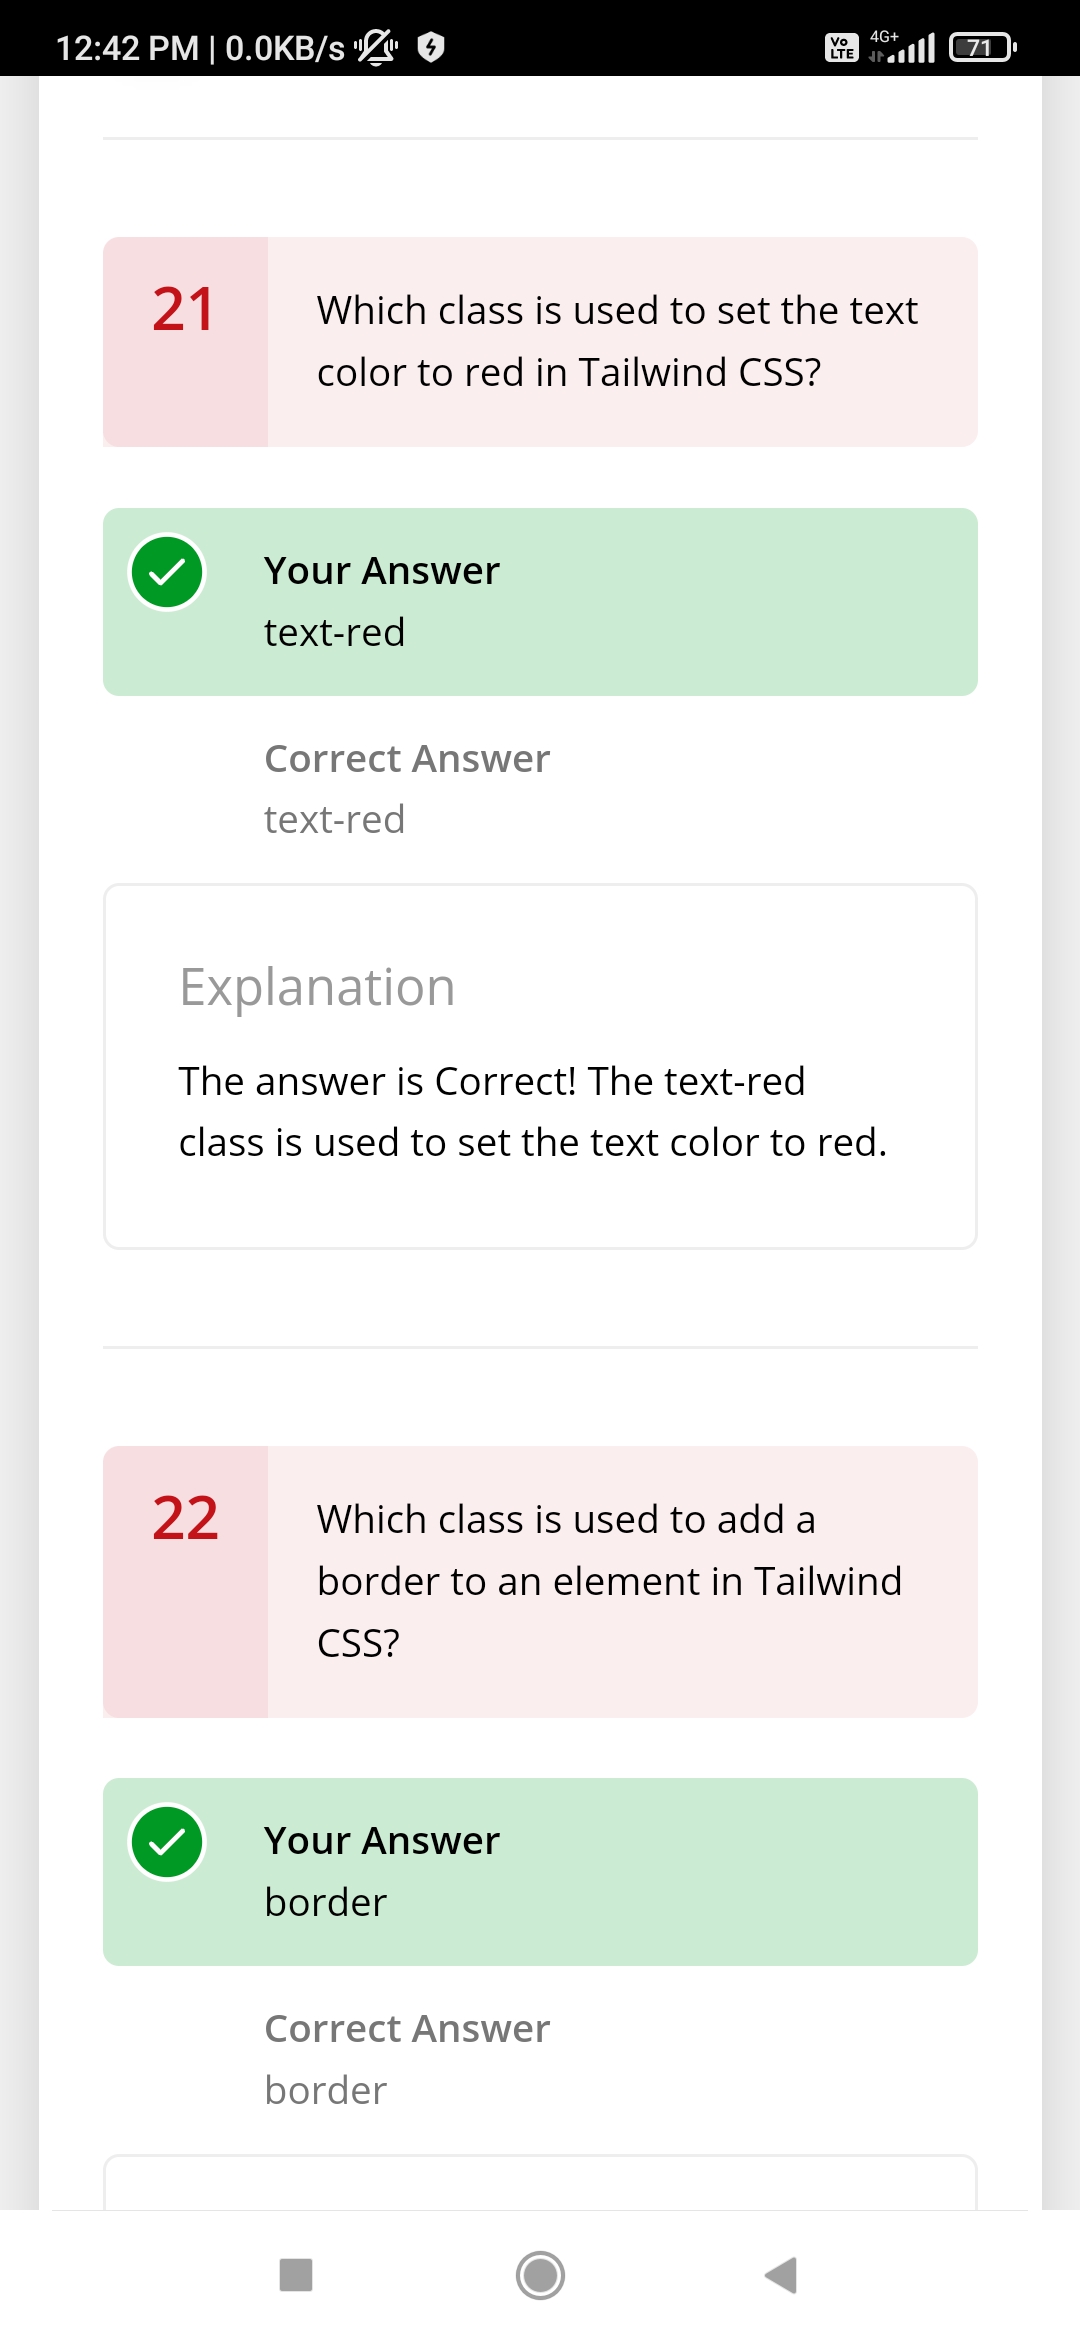 12:42 PM | 0.0KB/s
Vo LTE 4G+ 71
21
Which class is used to set the text
color to red in Tailwind CSS?
Your Answer
text-red
Correct Answer
text-red
Explanation
The answer is Correct! The text-red
class is used to set the text color to red.
22
Which class is used to add a
border to an element in Tailwind
CSS?
Your Answer
border
Correct Answer
border